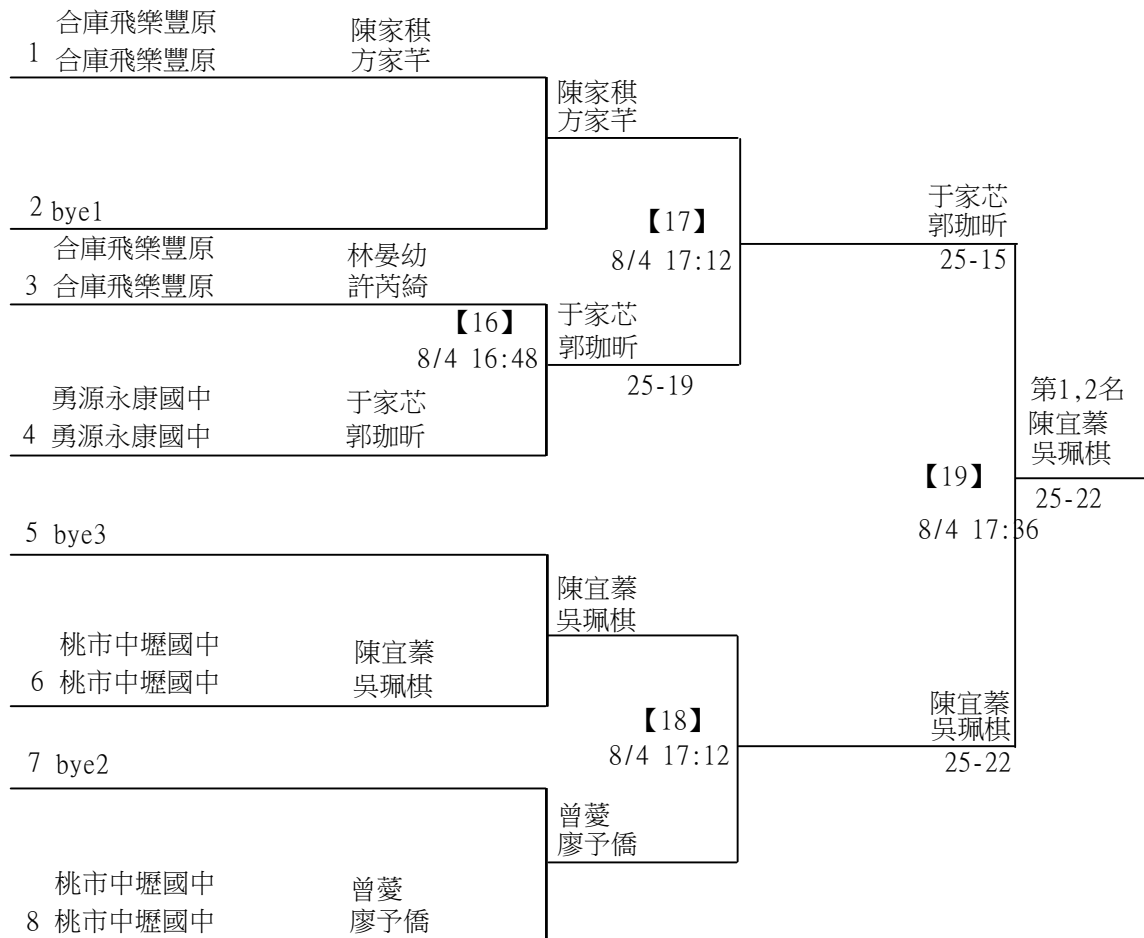 合庫飛樂豐原 陳家稘
1 合庫飛樂豐原 方家芊
陳家稘
方家芊
2 bye1
【17】
8/4 17:12
于家芯
郭珈昕
25-15
合庫飛樂豐原 林晏幼
3 合庫飛樂豐原 許芮綺
【16】
8/4 16:48
于家芯
郭珈昕
25-19
勇源永康國中 于家芯
4 勇源永康國中 郭珈昕
第1,2名
陳宜蓁
吳珮棋
25-22
【19】
8/4 17:36
5 bye3
陳宜蓁
吳珮棋
桃市中壢國中 陳宜蓁
6 桃市中壢國中 吳珮棋
【18】
8/4 17:12
陳宜蓁
吳珮棋
25-22
7 bye2
曾薆
廖予僑
桃市中壢國中 曾薆
8 桃市中壢國中 廖予僑